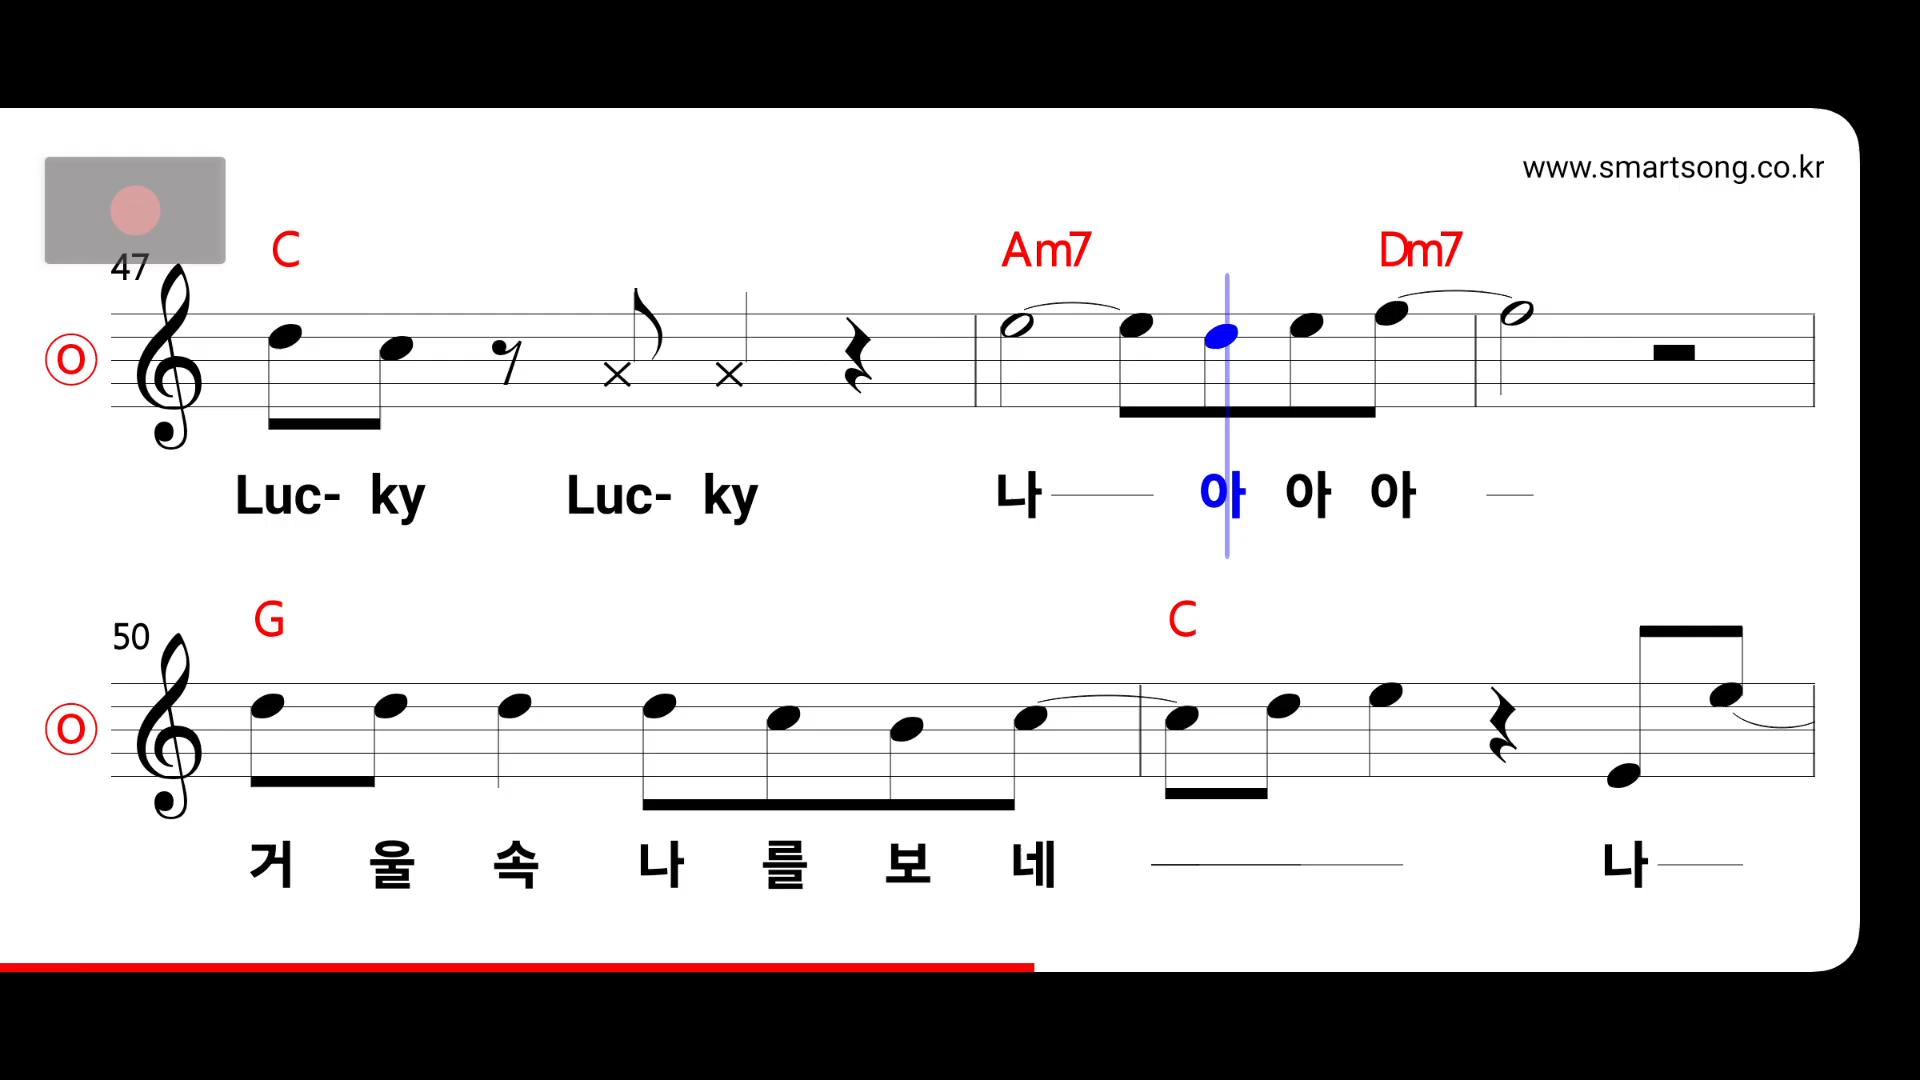 www.smartsong.co.kr
C Am7 Dm7
47
O
Luc- ky Luc- ky 나 아 아 아
G C
50
O
거 울 속 나 를 보 네 나